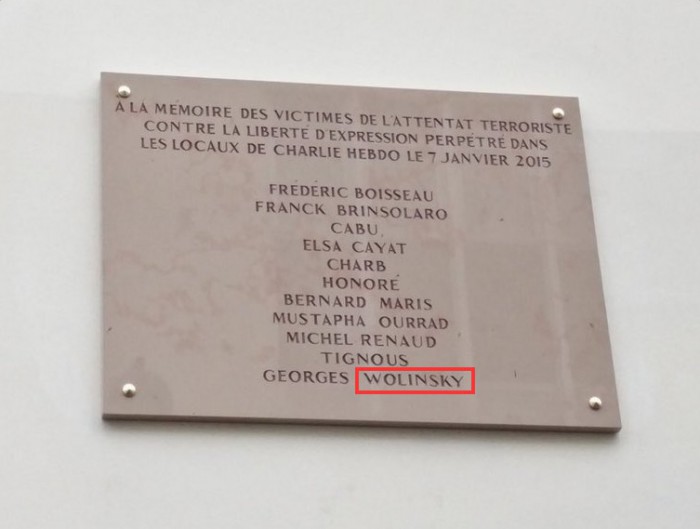 À LA MÉMOIRE DES VICTIMES DE L'ATTENTAT TERRORISTE
CONTRE LA LIBERTÉ D'EXPRESSION PERPÉTRÉ DANS
LES LOCAUX DE CHARLIE HEBDO LE 7 JANVIER 2015
FRÉDÉRIC BOISSEAU
FRANCK BRINSOLARO
CABU
ELSA CAYAT
CHARB
HONORÉ
BERNARD MARIS
MUSTAPHA OURRAD
MICHEL RENAUD
TIGNOUS
GEORGES WOLINSKY